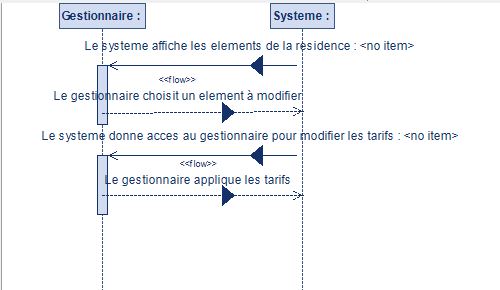 Gestionnaire :
Systeme :
Le systeme affiche les elements de la residence : <no item>
<<flow>>
Le gestionnaire choisit un element à modifier
Le systeme donne acces au gestionnaire pour modifier les tarifs : <no item>
<<flow>>
Le gestionnaire applique les tarifs